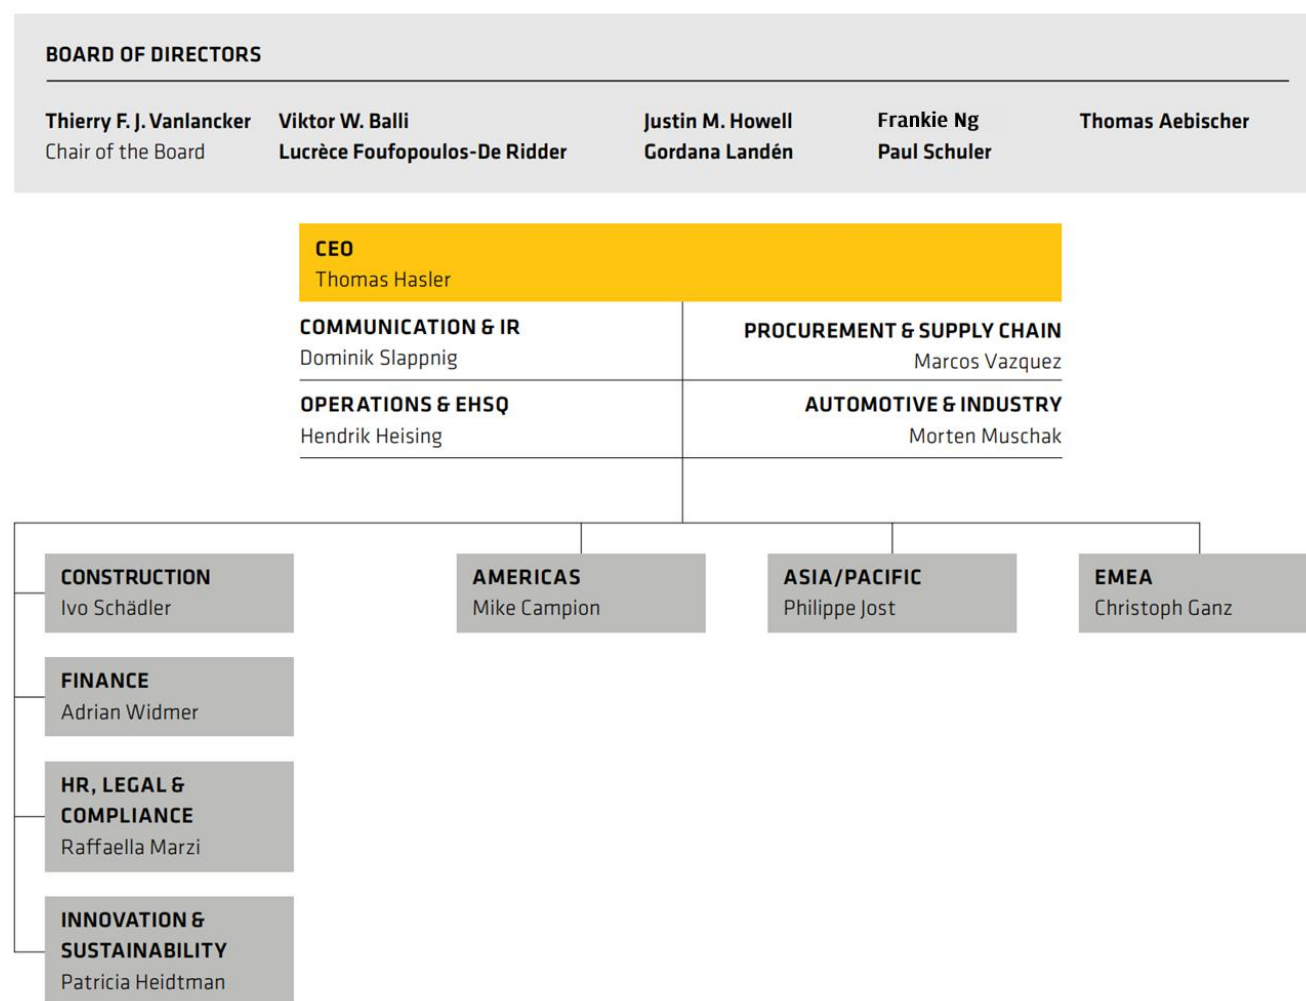 BOARD OF DIRECTORS
Thierry F. J. Vanlancker
Chair of the Board
Viktor W. Balli
Lucrèce Foufopoulos-De Ridder
Justin M. Howell
Gordana Landén
Frankie Ng
Paul Schuler
Thomas Aebischer
CEO
Thomas Hasler
COMMUNICATION & IR
Dominik Slappnig
PROCUREMENT & SUPPLY CHAIN
Marcos Vazquez
OPERATIONS & EHSQ
Hendrik Heising
AUTOMOTIVE & INDUSTRY
Morten Muschak
CONSTRUCTION
Ivo Schädler
AMERICAS
Mike Campion
ASIA/PACIFIC
Philippe Jost
EMEA
Christoph Ganz
FINANCE
Adrian Widmer
HR, LEGAL &
COMPLIANCE
Raffaella Marzi
INNOVATION &
SUSTAINABILITY
Patricia Heidtman